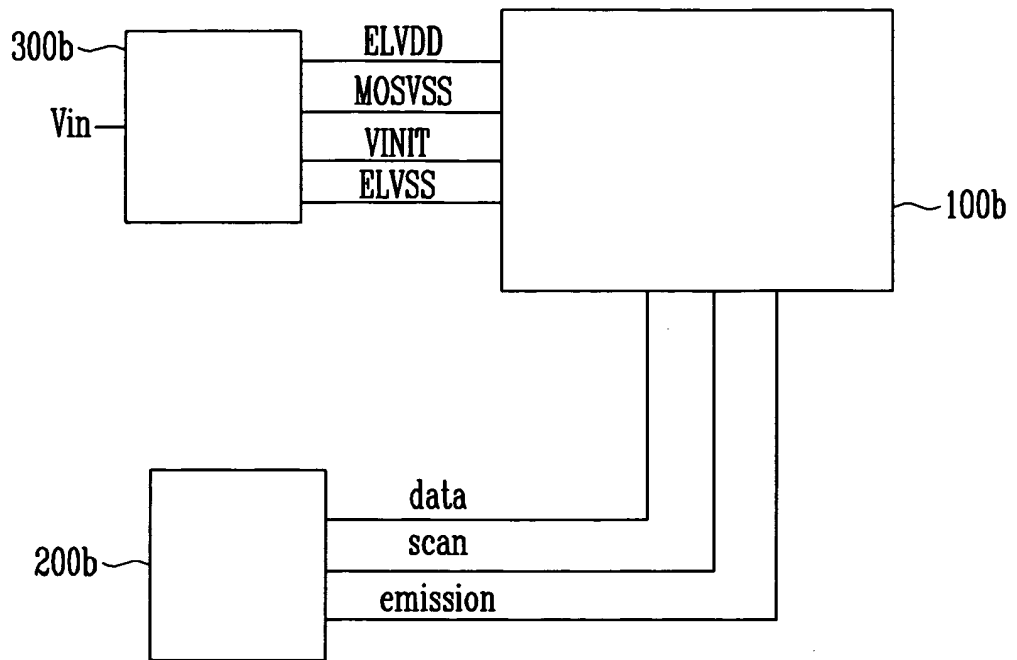 300b
ELVDD
MOSVSS
Vin
VINIT
ELVSS
100b
data
scan
200b
emission